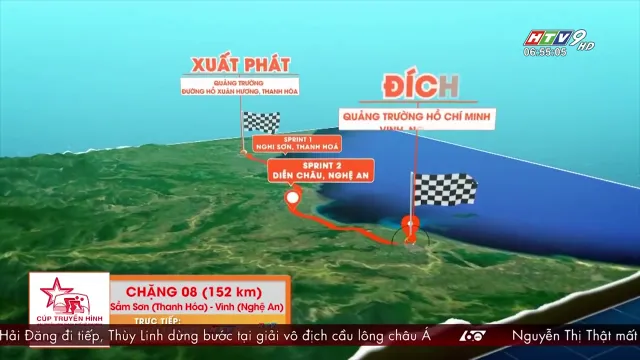 HTV9 HD
06:55:05
XUẤT PHÁT
QUẢNG TRƯỜNG
ĐƯỜNG HỒ XUÂN HƯƠNG, THANH HÓA
ĐÍCH
QUẢNG TRƯỜNG HỒ CHÍ MINH
SPRINT 1
NGHI SƠN, THANH HOÁ
SPRINT 2
DIỄN CHÂU, NGHỆ AN
CHẶNG 08 (152 km)
Sầm Sơn (Thanh Hóa) - Vinh (Nghệ An)
TRỰC TIẾP:
CÚP TRUYỀN HÌNH
Hải Đăng đi tiếp, Thùy Linh dừng bước tại giải vô địch cầu lông châu Á
60
Nguyễn Thị Thật mất